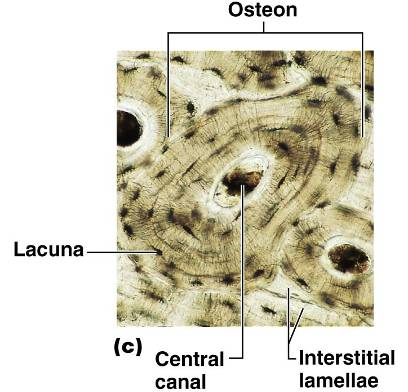 Osteon
Lacuna
(c)
Central
canal
Interstitial
lamellae